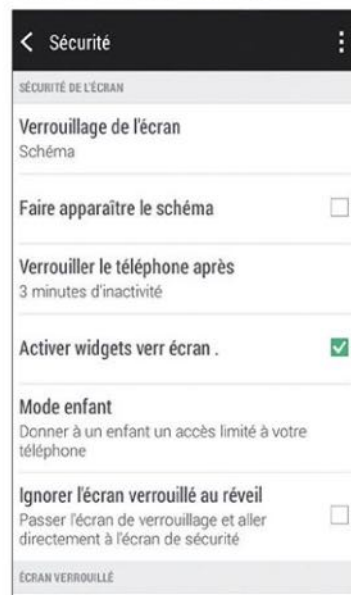 Sécurité
SÉCURITÉ DE L'ÉCRAN
Verrouillage de l'écran
Schéma
Faire apparaître le schéma
Verrouiller le téléphone après
3 minutes d'inactivité
Activer widgets verr écran .
Mode enfant
Donner à un enfant un accès limité à votre
téléphone
Ignorer l'écran verrouillé au réveil
Passer l'écran de verrouillage et aller
directement à l'écran de sécurité
ÉCRAN VERROUILLÉ